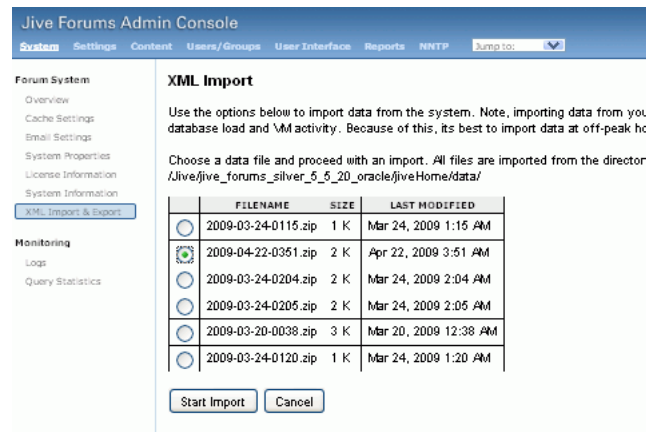 Jive Forums Admin Console
System Settings Content Users/Groups User Interface Reports NNTP Jump to:
Forum System
Overview
Cache Settings
Email Settings
System Properties
License Information
System Information
XML Import & Export
Monitoring
Logs
Query Statistics
XML Import
Use the options below to import data from the system. Note, importing data from you
database load and VM activity. Because of this, its best to import data at off-peak ho
Choose a data file and proceed with an import. All files are imported from the director
/Jive/jive_forums_silver_5_5_20_oracle/jiveHome/data/
FILENAME SIZE LAST MODIFIED
2009-03-24-0115.zip 1 K Mar 24, 2009 1:15 AM
2009-04-22-0351.zip 2 K Apr 22, 2009 3:51 AM
2009-03-24-0204.zip 2 K Mar 24, 2009 2:04 AM
2009-03-24-0205.zip 2 K Mar 24, 2009 2:05 AM
2009-03-20-0038.zip 3 K Mar 20, 2009 12:38 AM
2009-03-24-0120.zip 1 K Mar 24, 2009 1:20 AM
Start Import Cancel